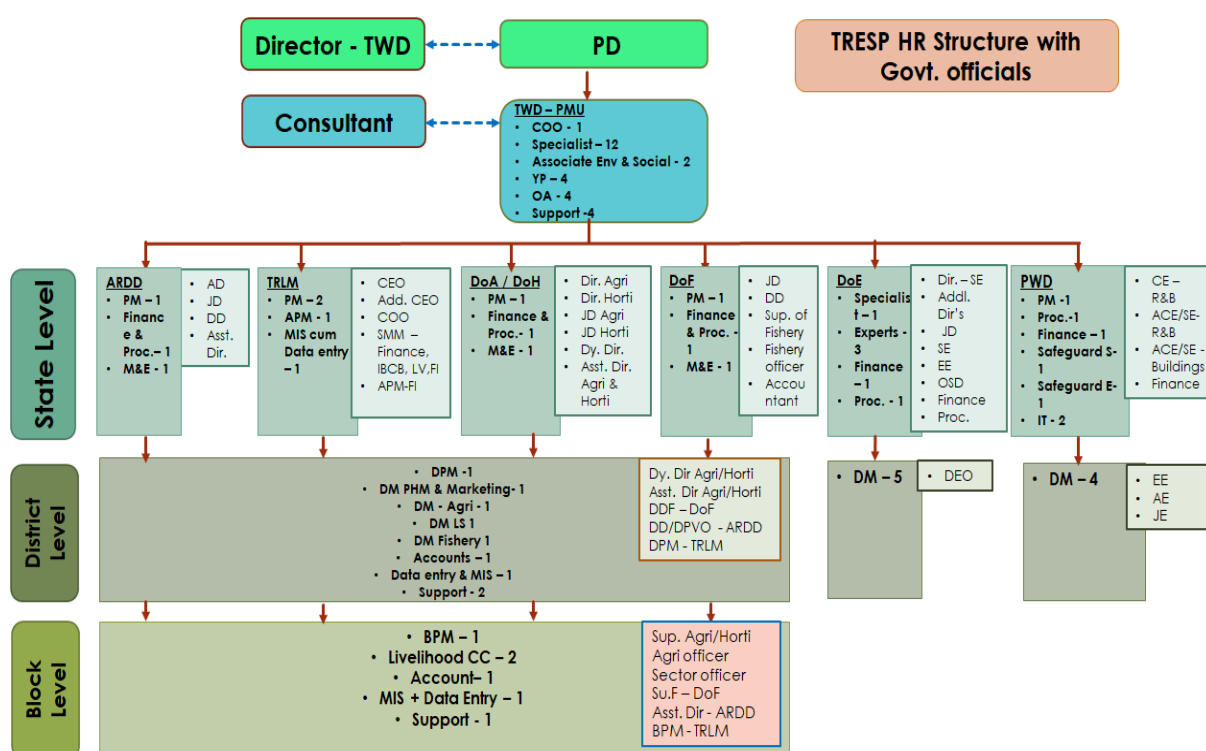 Director - TWD
PD
TRESP HR Structure with
Govt. officials
Consultant
TWD – PMU
• COO - 1
• Specialist – 12
• Associate Env & Social - 2
• YP – 4
• OA - 4
• Support -4
State Level
ARDD
• PM – 1
• Financ
e &
Proc.– 1
• M&E - 1
• AD
• JD
• DD
• Asst.
Dir.
TRLM
• PM – 2
• APM - 1
• MIS cum
Data entry
– 1
• CEO
• Add. CEO
• COO
• SMM –
Finance,
IBCB, LV,FI
• APM-FI
DoA / DoH
• PM – 1
• Finance &
Proc.- 1
• M&E - 1
• Dir. Agri
• Dir. Horti
• JD Agri
• JD Horti
• Dy. Dir.
• Asst. Dir.
Agri &
Horti
DoF
• PM – 1
• Finance
& Proc. -
1
• M&E - 1
• JD
• DD
• Sup. of
Fishery
• Fishery
officer
• Accou
ntant
DoE
• Specialis
t – 1
• Experts -
3
• Finance
– 1
• Proc. - 1
• Dir. – SE
• Addl.
Dir's
• JD
• SE
• EE
• OSD
• Finance
• Proc.
PWD
• PM -1
• Proc.-1
• Finance – 1
• Safeguard S-
1
• Safeguard E-
1
• IT - 2
• CE –
R&B
• ACE/SE-
R&B
• ACE/SE -
Buildings
• Finance
District
Level
• DPM -1
• DM PHM & Marketing- 1
• DM - Agri - 1
• DM LS 1
• DM Fishery 1
• Accounts – 1
• Data entry & MIS – 1
• Support - 2
Dy. Dir Agri/Horti
Asst. Dir Agri/Horti
DDF – DoF
DD/DPVO - ARDD
DPM - TRLM
• DM – 5
• DEO
• DM – 4
• EE
• AE
• JE
Block
Level
• BPM – 1
• Livelihood CC – 2
• Account– 1
• MIS + Data Entry – 1
• Support - 1
Sup. Agri/Horti
Agri officer
Sector officer
Su.F – DoF
Asst. Dir - ARDD
BPM - TRLM